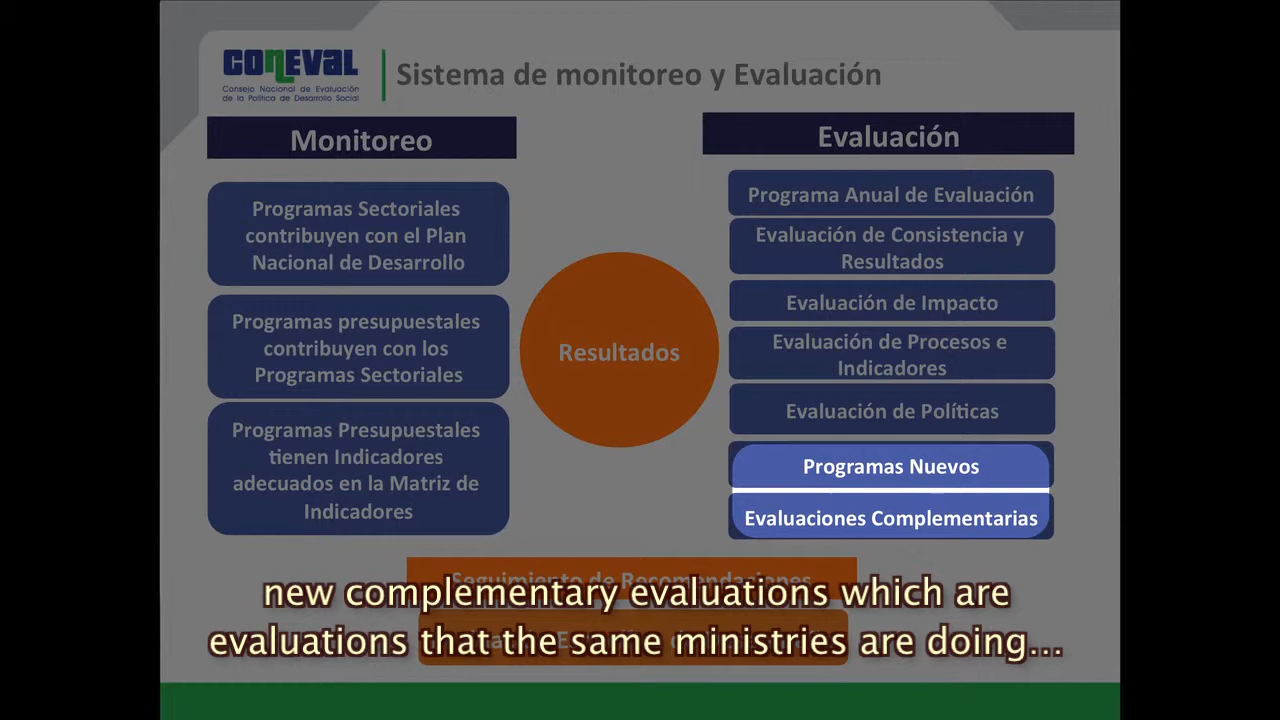 CONEVAL
Consejo Nacional de Evaluación
de la Política de Desarrollo Social
Sistema de monitoreo y Evaluación
Monitoreo
Programas Sectoriales
contribuyen con el Plan
Nacional de Desarrollo
Programas presupuestales
contribuyen con los
Programas Sectoriales
Programas Presupuestales
tienen Indicadores
adecuados en la Matriz de
Indicadores
Resultados
Evaluación
Programa Anual de Evaluación
Evaluación de Consistencia y
Resultados
Evaluación de Impacto
Evaluación de Procesos e
Indicadores
Evaluación de Políticas
Programas Nuevos
Evaluaciones Complementarias
Seguimiento de Recomendaciones
new complementary evaluations which are
evaluations that the same ministries are doing...